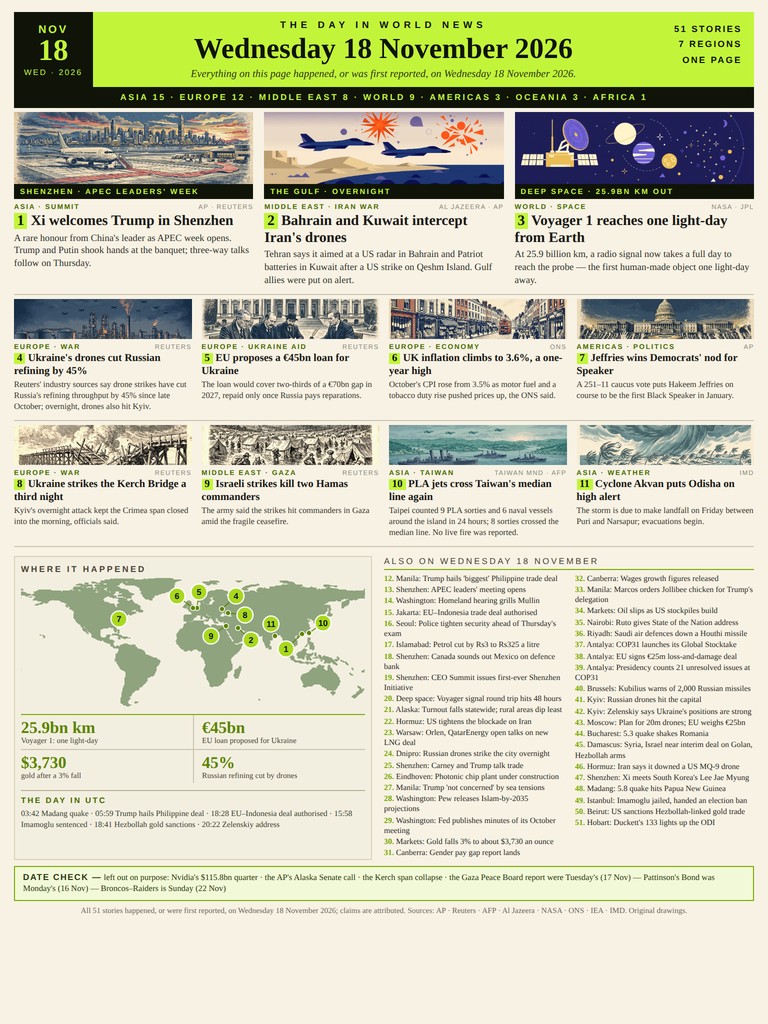 NOV
18
WED · 2026
THE DAY IN WORLD NEWS
Wednesday 18 November 2026
Everything on this page happened, or was first reported, on Wednesday 18 November 2026.
51 STORIES
7 REGIONS
ONE PAGE
ASIA 15 · EUROPE 12 · MIDDLE EAST 8 · WORLD 9 · AMERICAS 3 · OCEANIA 3 · AFRICA 1
SHENZHEN · APEC LEADERS' WEEK
ASIA · SUMMIT
AP · REUTERS
1 Xi welcomes Trump in Shenzhen
A rare honour from China's leader as APEC week opens.
Trump and Putin shook hands at the banquet; three-way talks
follow on Thursday.
THE GULF · OVERNIGHT
MIDDLE EAST · IRAN WAR
AL JAZEERA · AP
2 Bahrain and Kuwait intercept
Iran's drones
Tehran says it aimed at a US radar in Bahrain and Patriot
batteries in Kuwait after a US strike on Qeshm Island. Gulf
allies were put on alert.
DEEP SPACE · 25.9BN KM OUT
WORLD · SPACE
NASA · JPL
3 Voyager 1 reaches one light-day
from Earth
At 25.9 billion km, a radio signal now takes a full day to
reach the probe — the first human-made object one light-day
away.
EUROPE · WAR
REUTERS
4 Ukraine's drones cut Russian
refining by 45%
Reuters' industry sources say drone strikes have cut
Russia's refining throughput by 45% since late
October; overnight, drones also hit Kyiv.
EUROPE · UKRAINE AID
REUTERS
5 EU proposes a €45bn loan for
Ukraine
The loan would cover two-thirds of a €70bn gap in
2027, repaid only once Russia pays reparations.
EUROPE · ECONOMY
ONS
6 UK inflation climbs to 3.6%, a one-
year high
October's CPI rose from 3.5% as motor fuel and a
tobacco duty rise pushed prices up, the ONS said.
AMERICAS · POLITICS
AP
7 Jeffries wins Democrats' nod for
Speaker
A 251–11 caucus vote puts Hakeem Jeffries on
course to be the first Black Speaker in January.
EUROPE · WAR
REUTERS
8 Ukraine strikes the Kerch Bridge a
third night
Kyiv's overnight attack kept the Crimea span closed
into the morning, officials said.
MIDDLE EAST · GAZA
REUTERS
9 Israeli strikes kill two Hamas
commanders
The army said the strikes hit commanders in Gaza
amid the fragile ceasefire.
ASIA · TAIWAN
TAIWAN MND · AFP
10 PLA jets cross Taiwan's median
line again
Taipei counted 9 PLA sorties and 6 naval vessels
around the island in 24 hours; 8 sorties crossed the
median line. No live fire was reported.
ASIA · WEATHER
IMD
11 Cyclone Akvan puts Odisha on
high alert
The storm is due to make landfall on Friday between
Puri and Narsapur; evacuations begin.
WHERE IT HAPPENED
6
5
4
7
8
11
10
9
2
1
25.9bn km
Voyager 1: one light-day
€45bn
EU loan proposed for Ukraine
$3,730
gold after a 3% fall
45%
Russian refining cut by drones
THE DAY IN UTC
03:42 Madang quake · 05:59 Trump hails Philippine deal · 18:28 EU–Indonesia deal authorised · 15:58
Imamoglu sentenced · 18:41 Hezbollah gold sanctions · 20:22 Zelenskiy address
ALSO ON WEDNESDAY 18 NOVEMBER
12. Manila: Trump hails 'biggest' Philippine trade deal
13. Shenzhen: APEC leaders' meeting opens
14. Washington: Homeland hearing grills Mullin
15. Jakarta: EU–Indonesia trade deal authorised
16. Seoul: Police tighten security ahead of Thursday's
exam
17. Islamabad: Petrol cut by Rs3 to Rs325 a litre
18. Shenzhen: Canada sounds out Mexico on defence
bank
19. Shenzhen: CEO Summit issues first-ever Shenzhen
Initiative
20. Deep space: Voyager signal round trip hits 48 hours
21. Alaska: Turnout falls statewide; rural areas dip least
22. Hormuz: US tightens the blockade on Iran
23. Warsaw: Orlen, QatarEnergy open talks on new
LNG deal
24. Dnipro: Russian drones strike the city overnight
25. Shenzhen: Carney and Trump talk trade
26. Eindhoven: Photonic chip plant under construction
27. Manila: Trump 'not concerned' by sea tensions
28. Washington: Pew releases Islam-by-2035
projections
29. Washington: Fed publishes minutes of its October
meeting
30. Markets: Gold falls 3% to about $3,730 an ounce
31. Canberra: Gender pay gap report lands
32. Canberra: Wages growth figures released
33. Manila: Marcos orders Jollibee chicken for Trump's
delegation
34. Markets: Oil slips as US stockpiles build
35. Nairobi: Ruto gives State of the Nation address
36. Riyadh: Saudi air defences down a Houthi missile
37. Antalya: COP31 launches its Global Stocktake
38. Antalya: EU signs €25m loss-and-damage deal
39. Antalya: Presidency counts 21 unresolved issues at
COP31
40. Brussels: Kubilius warns of 2,000 Russian missiles
41. Kyiv: Russian drones hit the capital
42. Kyiv: Zelenskiy says Ukraine's positions are strong
43. Moscow: Plan for 20m drones; EU weighs €25bn
44. Bucharest: 5.3 quake shakes Romania
45. Damascus: Syria, Israel near interim deal on Golan,
Hezbollah arms
46. Hormuz: Iran says it downed a US MQ-9 drone
47. Shenzhen: Xi meets South Korea's Lee Jae Myung
48. Madang: 5.8 quake hits Papua New Guinea
49. Istanbul: Imamoglu jailed, handed an election ban
50. Beirut: US sanctions Hezbollah-linked gold trade
51. Hobart: Duckett's 133 lights up the ODI
DATE CHECK — left out on purpose: Nvidia's $115.8bn quarter · the AP's Alaska Senate call · the Kerch span collapse · the Gaza Peace Board report were Tuesday's (17 Nov) — Pattinson's Bond was
Monday's (16 Nov) — Broncos–Raiders is Sunday (22 Nov)
All 51 stories happened, or were first reported, on Wednesday 18 November 2026; claims are attributed. Sources: AP · Reuters · AFP · Al Jazeera · NASA · ONS · IEA · IMD. Original drawings.